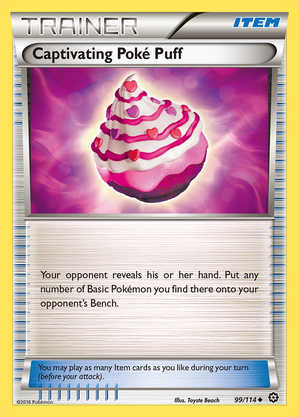 TRAINER
ITEM
Captivating Poké Puff
Your opponent reveals his or her hand. Put any
number of Basic Pokémon you find there onto your
opponent's Bench.
You may play as many Item cards as you like during your turn
(before your attack).
©2016 Pokémon
Illus. Toyste Beach
99/114